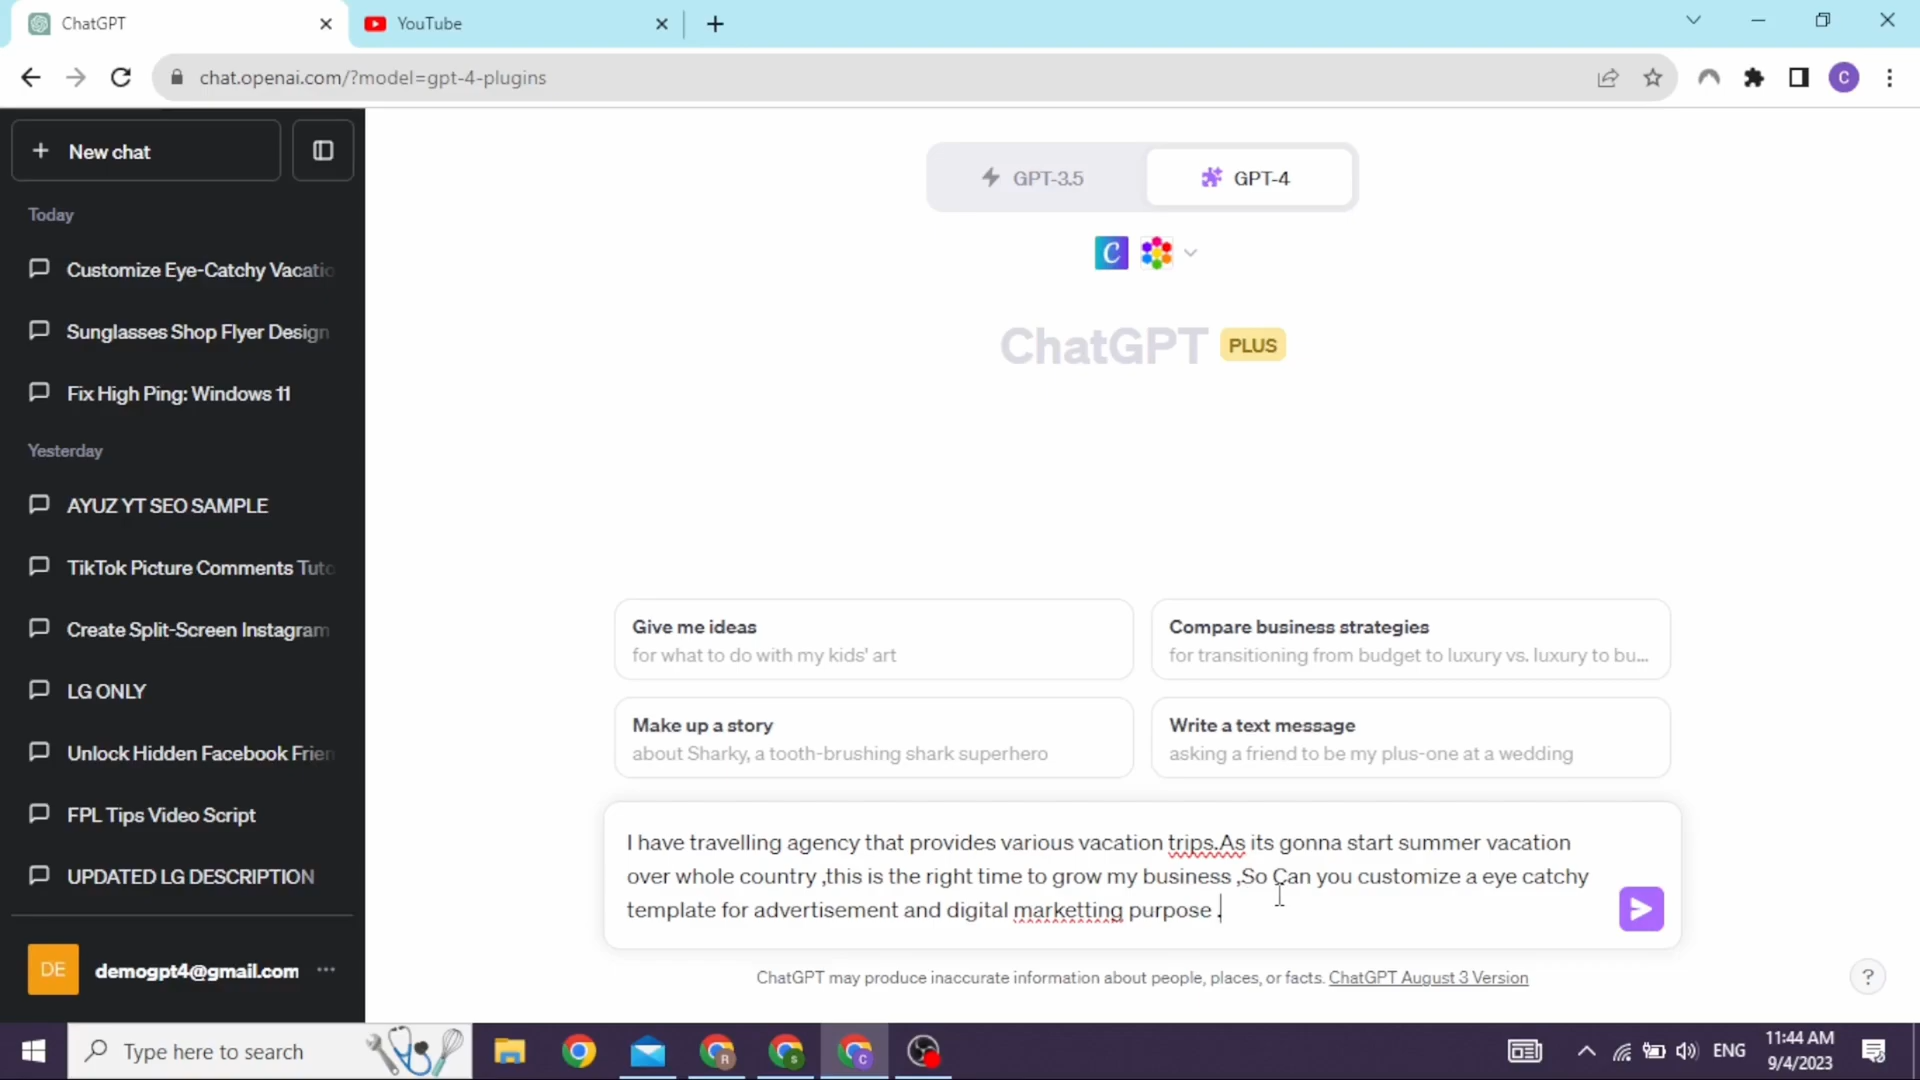 ChatGPT
YouTube
chat.openai.com/?model=gpt-4-plugins
C
New chat
GPT-3.5
GPT-4
C
Today
Customize Eye-Catchy Vacatio
Sunglasses Shop Flyer Design
Fix High Ping: Windows 11
Yesterday
AYUZ YT SEO SAMPLE
TikTok Picture Comments Tuto
Create Split-Screen Instagram
LG ONLY
Unlock Hidden Facebook Frien
FPL Tips Video Script
UPDATED LG DESCRIPTION
DE
demogpt4@gmail.com
ChatGPT PLUS
Give me ideas
for what to do with my kids' art
Compare business strategies
for transitioning from budget to luxury vs. luxury to bu...
Make up a story
about Sharky, a tooth-brushing shark superhero
Write a text message
asking a friend to be my plus-one at a wedding
I have travelling agency that provides various vacation trips.As its gonna start summer vacation
over whole country ,this is the right time to grow my business ,So Can you customize a eye catchy
template for advertisement and digital marketting purpose .
ChatGPT may produce inaccurate information about people, places, or facts. ChatGPT August 3 Version
?
Type here to search
R
S
C
ENG
11:44 AM
9/4/2023